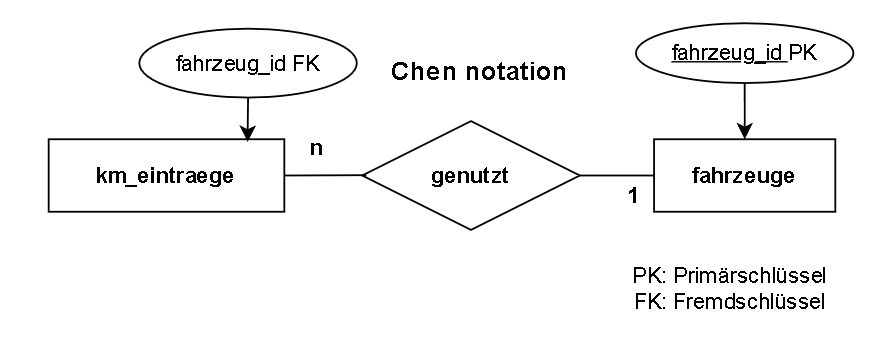 fahrzeug_id FK
Chen notation
fahrzeug_id PK
km_eintraege
n
genutzt
1
fahrzeuge
PK: Primärschlüssel
FK: Fremdschlüssel